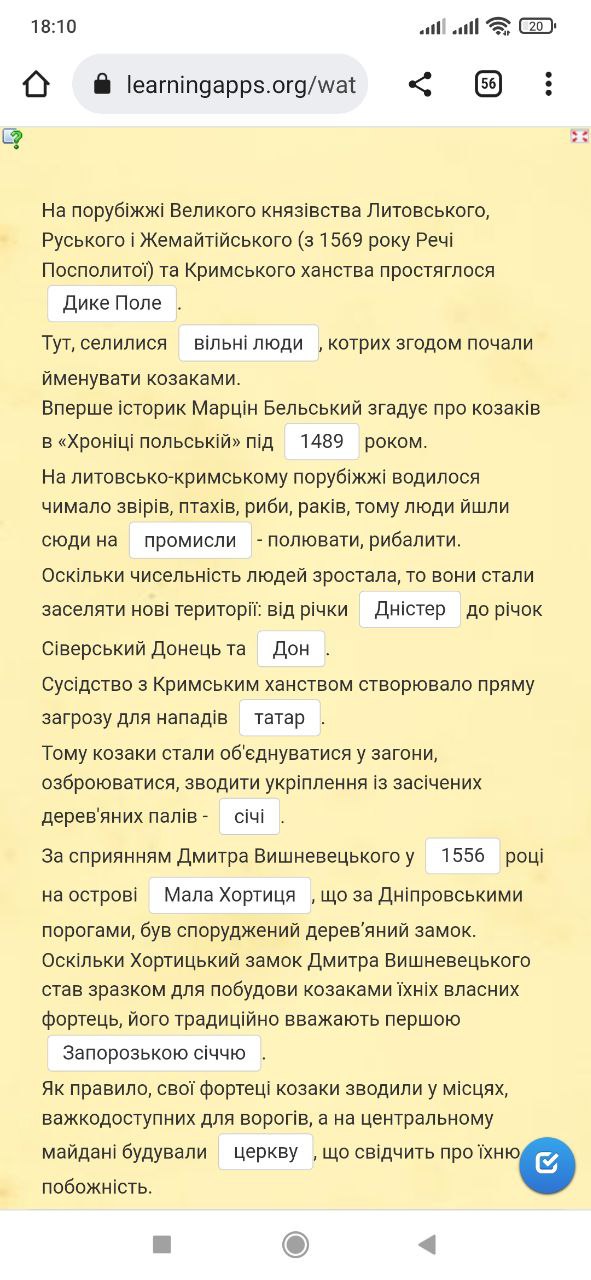 18:10
20
learningapps.org/wat
56
На порубіжжі Великого князівства Литовського,
Руського і Жемайтійського (з 1569 року Речі
Посполитої) та Кримського ханства простяглося
Дике Поле .
Тут, селилися вільні люди , котрих згодом почали
йменувати козаками.
Вперше історик Марцін Бельський згадує про козаків
в «Хроніці польській» під 1489 роком.
На литовсько-кримському порубіжжі водилося
чимало звірів, птахів, риби, раків, тому люди йшли
сюди на промисли - полювати, рибалити.
Оскільки чисельність людей зростала, то вони стали
заселяти нові території: від річки Дністер до річок
Сіверський Донець та Дон .
Сусідство з Кримським ханством створювало пряму
загрозу для нападів татар .
Тому козаки стали об'єднуватися у загони,
озброюватися, зводити укріплення із засічених
дерев'яних палів - січі .
За сприянням Дмитра Вишневецького у 1556 році
на острові Мала Хортиця , що за Дніпровськими
порогами, був споруджений дерев’яний замок.
Оскільки Хортицький замок Дмитра Вишневецького
став зразком для побудови козаками їхніх власних
фортець, його традиційно вважають першою
Запорозькою січчю .
Як правило, свої фортеці козаки зводили у місцях,
важкодоступних для ворогів, а на центральному
майдані будували церкву , що свідчить про їхню
побожність.